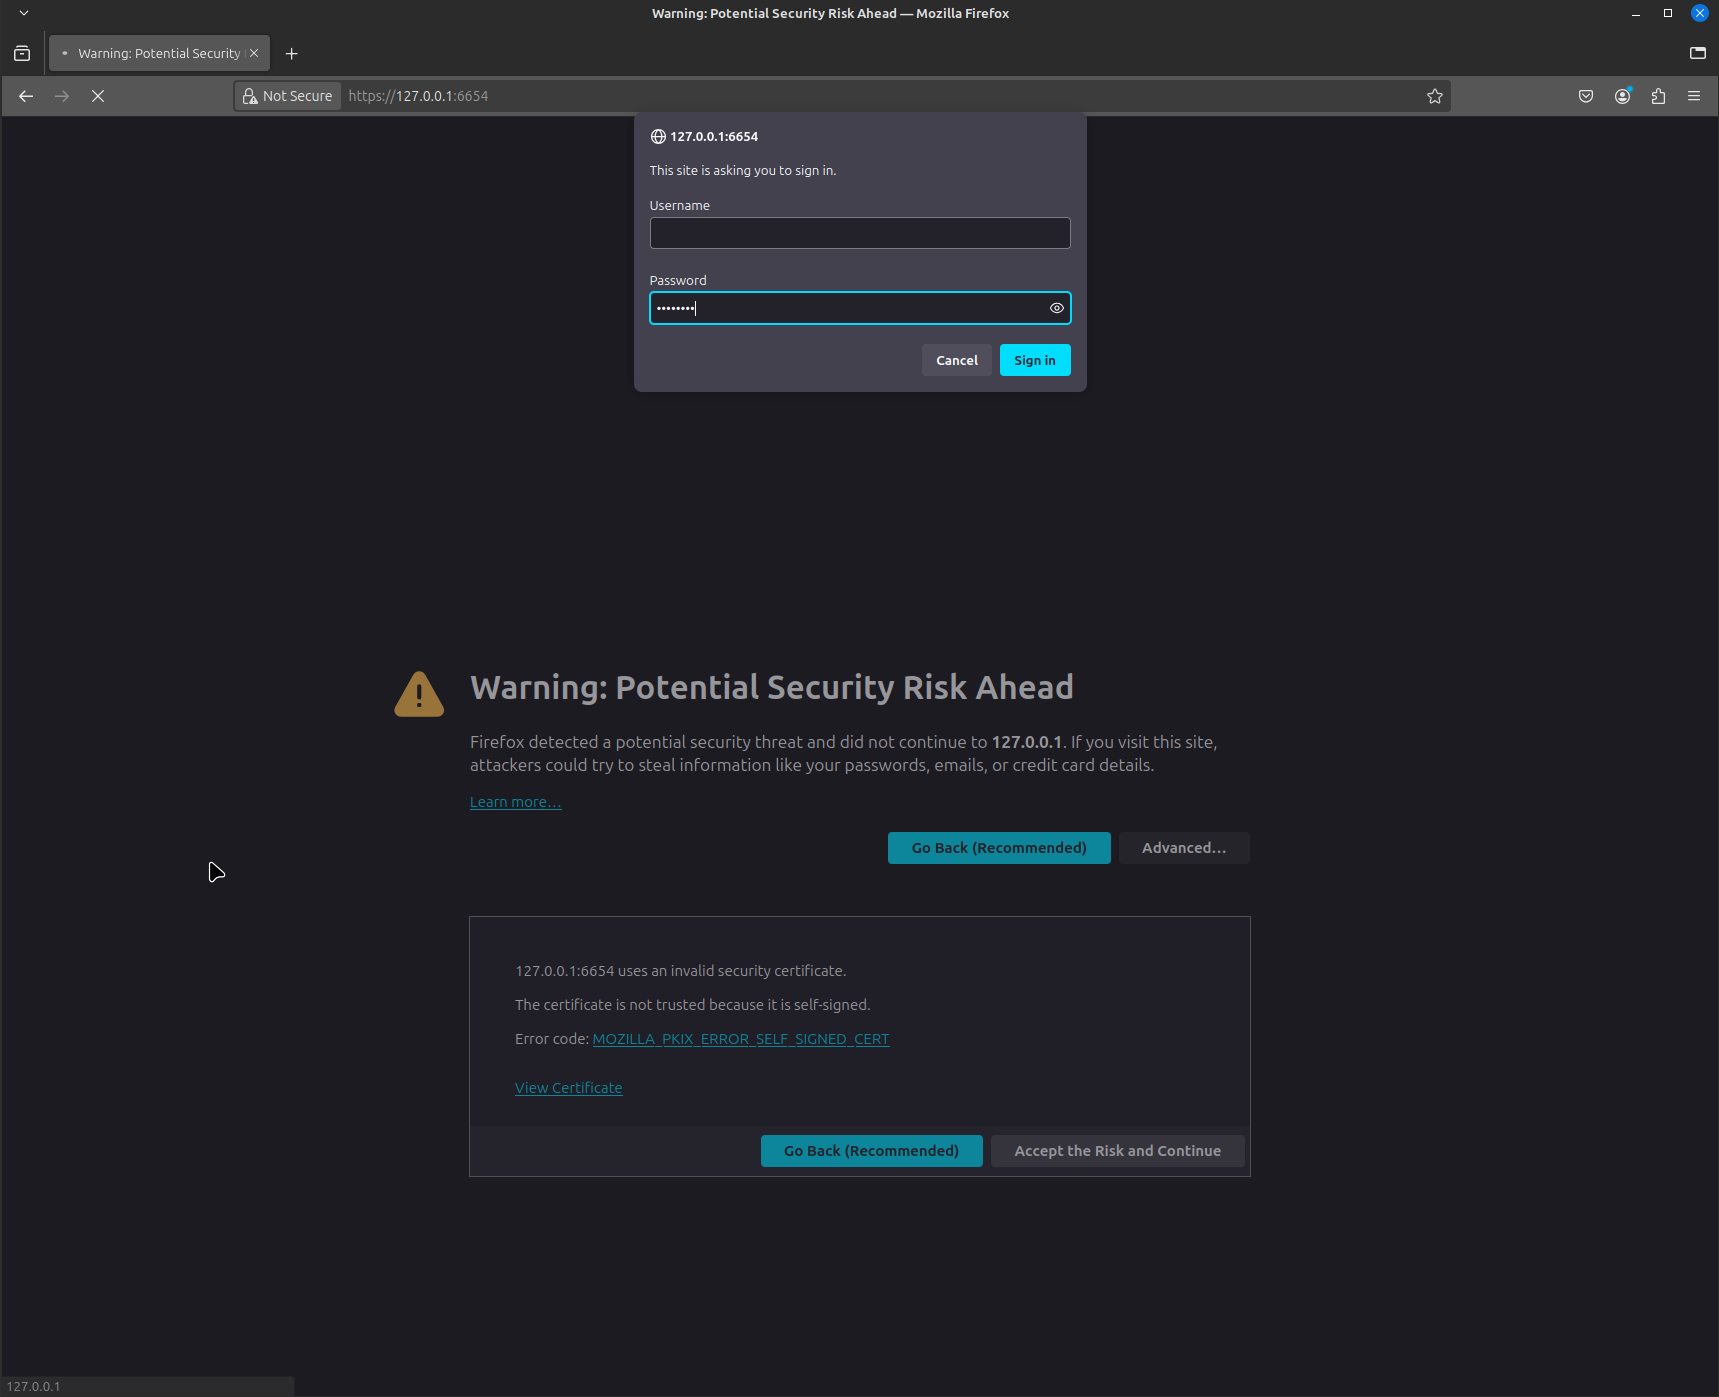 Warning: Potential Security Risk Ahead — Mozilla Firefox
Warning: Potential Security
Not Secure
https://127.0.0.1:6654
127.0.0.1:6654
This site is asking you to sign in.
Username
Password
••••••••
Cancel
Sign in
Warning: Potential Security Risk Ahead
Firefox detected a potential security threat and did not continue to 127.0.0.1. If you visit this site,
attackers could try to steal information like your passwords, emails, or credit card details.
Learn more…
Go Back (Recommended)
Advanced…
127.0.0.1:6654 uses an invalid security certificate.
The certificate is not trusted because it is self-signed.
Error code: MOZILLA_PKIX_ERROR_SELF_SIGNED_CERT
View Certificate
Go Back (Recommended)
Accept the Risk and Continue
127.0.0.1